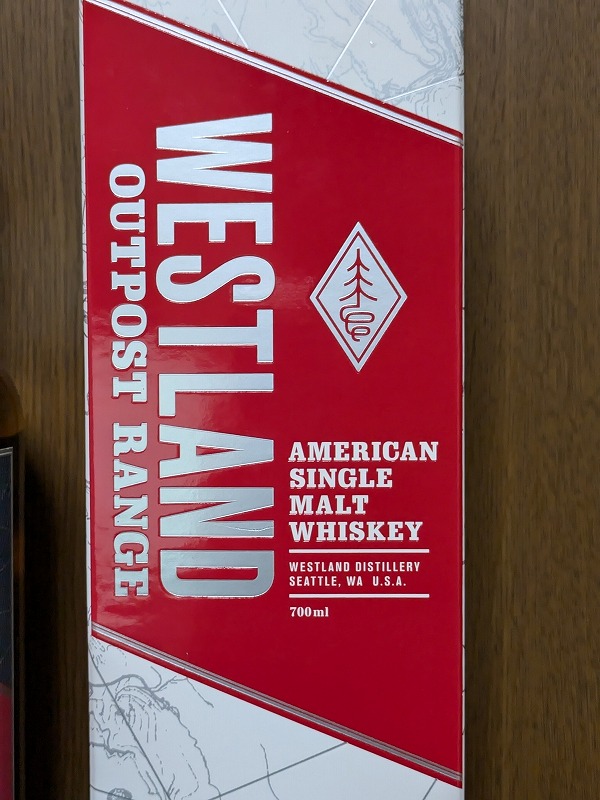 WESTLAND
OUTPOST RANGE
AMERICAN
SINGLE
MALT
WHISKEY
WESTLAND DISTILLERY
SEATTLE, WA U.S.A.
700ml